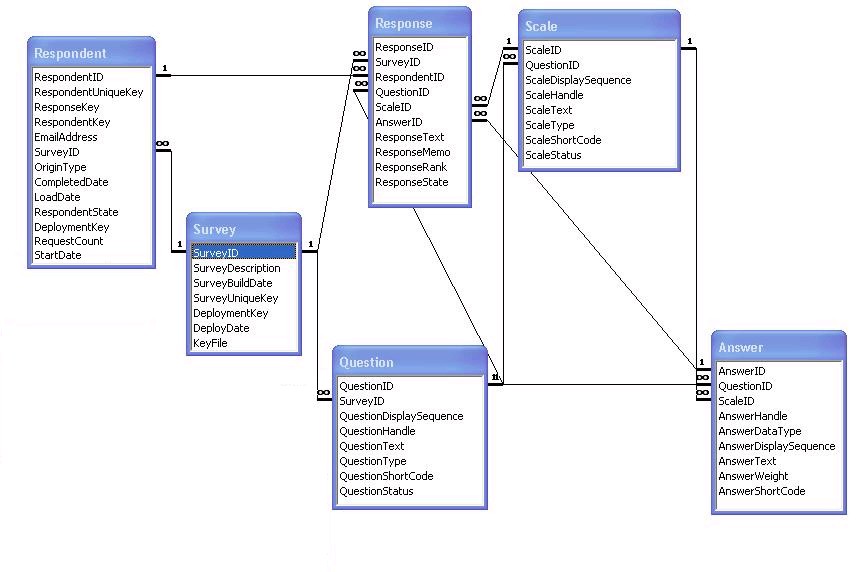 Respondent
RespondentID
RespondentUniqueKey
ResponseKey
RespondentKey
EmailAddress
SurveyID
OriginType
CompletedDate
LoadDate
RespondentState
DeploymentKey
RequestCount
StartDate
1
∞
Survey
SurveyID
SurveyDescription
SurveyBuildDate
SurveyUniqueKey
DeploymentKey
DeployDate
KeyFile
1
1
Response
ResponseID
SurveyID
RespondentID
QuestionID
ScaleID
AnswerID
ResponseText
ResponseMemo
ResponseRank
ResponseState
∞
∞
∞
∞
∞
Question
QuestionID
SurveyID
QuestionDisplaySequence
QuestionHandle
QuestionText
QuestionType
QuestionShortCode
QuestionStatus
∞
1
Scale
ScaleID
QuestionID
ScaleDisplaySequence
ScaleHandle
ScaleText
ScaleType
ScaleShortCode
ScaleStatus
1
∞
1
Answer
AnswerID
QuestionID
ScaleID
AnswerHandle
AnswerDataType
AnswerDisplaySequence
AnswerText
AnswerWeight
AnswerShortCode
1
∞
∞